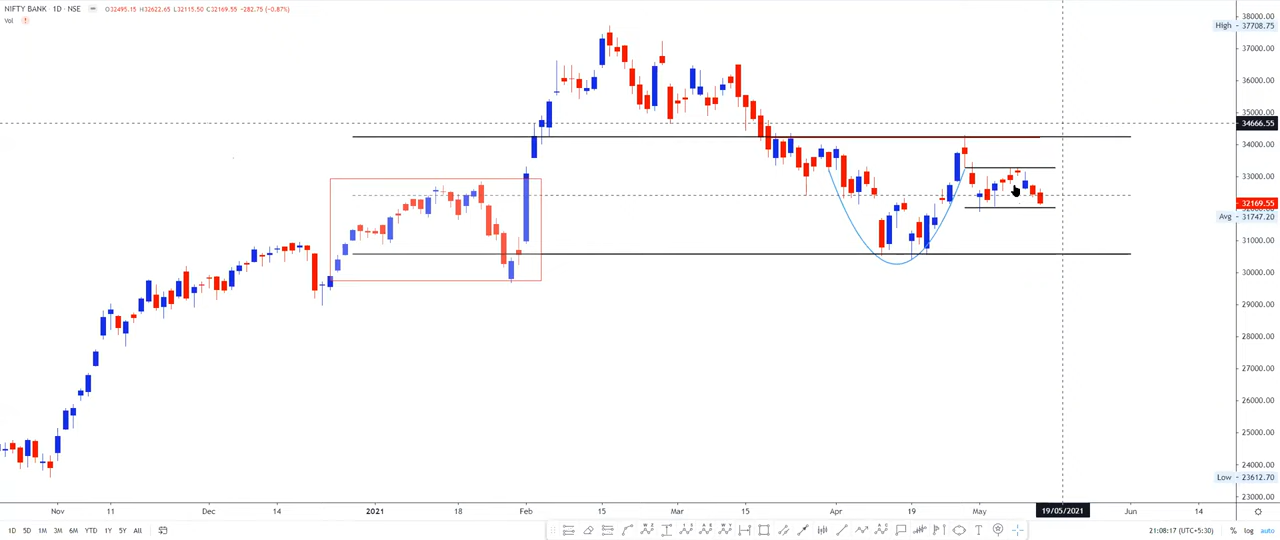 NIFTY BANK · 1D · NSE O32495.15 H32622.65 L32115.50 C32169.55 -282.75 (-0.87%)
Vol
38000.00
High 37708.75
37000.00
36000.00
35000.00
34666.55
34000.00
33000.00
32169.55
Avg 31747.20
31000.00
30000.00
29000.00
28000.00
27000.00
26000.00
25000.00
24000.00
Low 23612.70
23000.00
Nov 11 Dec 2021 18 Feb 15 Mar 18 Apr 19 May 19/05/2021 Jun 14
1D 5D 1M 3M 6M YTD 1Y 5Y All 21:08:17 (UTC+5:30) % log auto